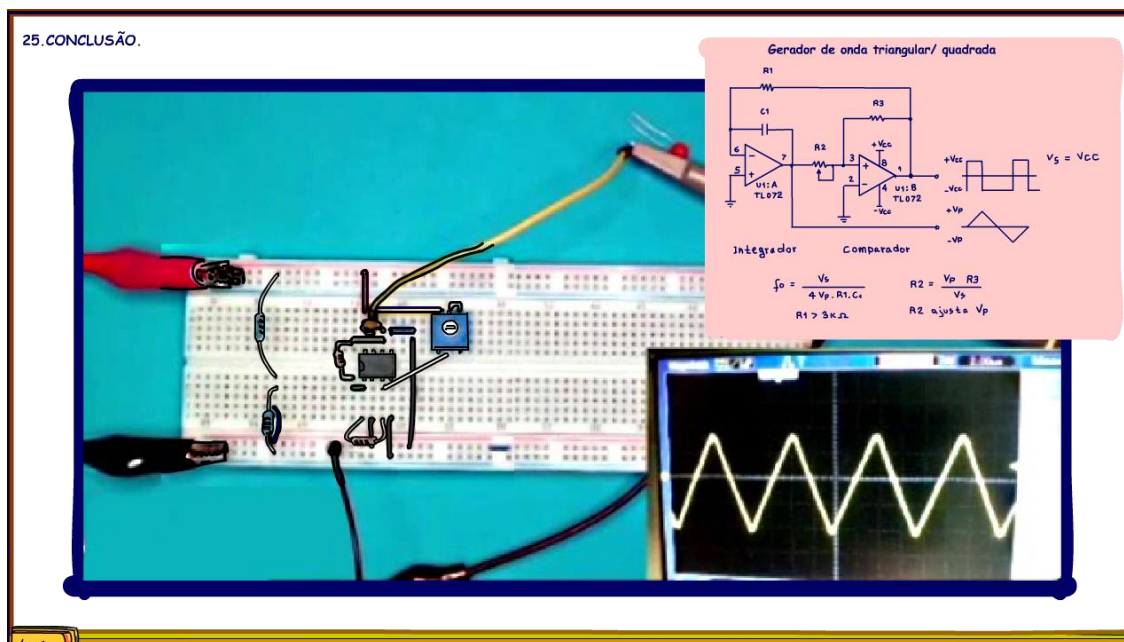 25.CONCLUSÃO.
Gerador de onda triangular/ quadrada
R1
C1
R3
R2
+Vcc
6
7
3
8
1
5
2
4
U1:A
TL072
U1:B
TL072
-Vcc
+Vcc
-Vcc
VS = VCC
+Vp
-Vp
Integrador
Comparador
fo = Vs / 4 Vp. R1.C1
R2 = Vp R3 / Vs
R1 > 3KΩ
R2 ajusta Vp